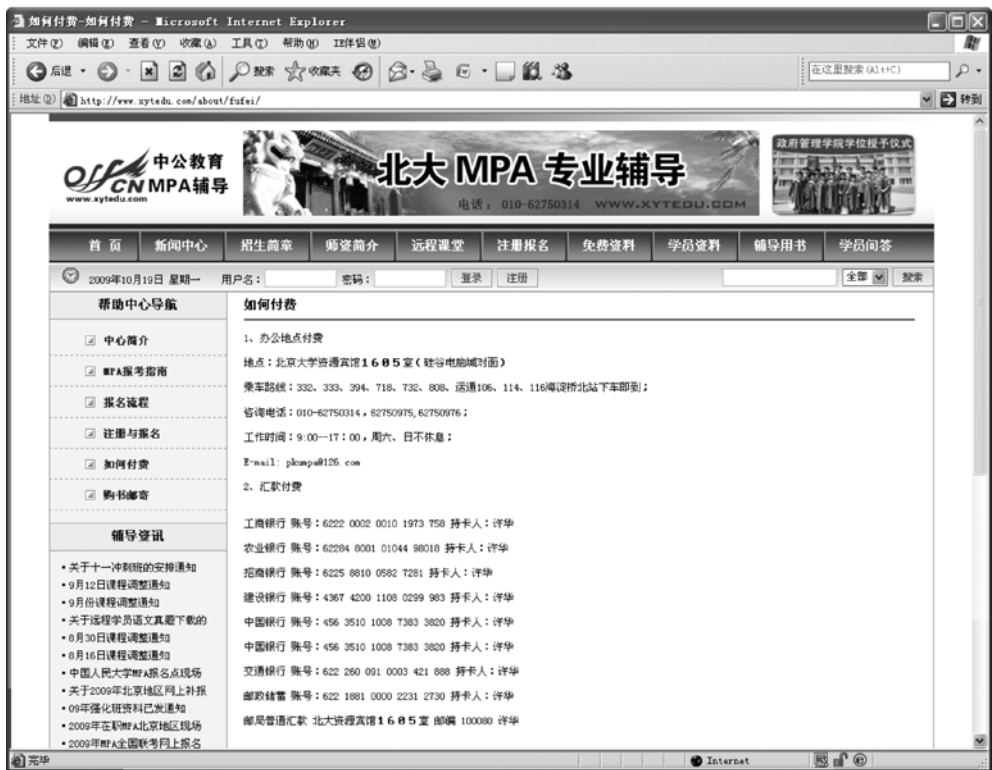 如何付费-如何付费 - Microsoft Internet Explorer
文件(F) 编辑(E) 查看(V) 收藏(A) 工具(T) 帮助(H) IE伴侣(M)
后退 搜索 收藏夹 在这里搜索(Alt+C)
地址(D) http://www.xytedu.com/about/fufei/ 转到
OffCN 中公教育
MPA辅导
www.xytedu.com
北大 MPA 专业辅导
电话：010-62750314 WWW.XYTEDU.COM
政府管理学院学位授予仪式
首 页 新闻中心 招生简章 师资简介 远程课堂 注册报名 免费资料 学员资料 辅导用书 学员问答
2009年10月19日 星期一 用户名： 密码： 登录 注册 全部 搜索
帮助中心导航
中心简介
MPA报考指南
报名流程
注册与报名
如何付费
购书邮寄
辅导资讯
• 关于十一冲刺班的安排通知
• 9月12日课程调整通知
• 9月份课程调整通知
• 关于远程学员语文真题下载的
• 8月30日课程调整通知
• 8月16日课程调整通知
• 中国人民大学MPA报名点现场
• 关于2009年北京地区网上补报
• 09年强化班资料已发通知
• 2009年在职MPA北京地区现场
• 2009年MPA全国联考网上报名
如何付费
1、办公地点付费
地点：北京大学资源宾馆1605室（硅谷电脑城对面）
乘车路线：332、333、394、718、732、808、运通106、114、116海淀桥北站下车即到；
咨询电话：010-62750314，62750975,62750976；
工作时间：9:00--17：00，周六、日不休息；
E-mail: pkumpa@126.com
2、汇款付费
工商银行 账号：6222 0002 0010 1973 758 持卡人：许华
农业银行 账号：62284 8001 01044 98018 持卡人：许华
招商银行 账号：6225 8810 0582 7281 持卡人：许华
建设银行 账号：4367 4200 1108 0299 983 持卡人：许华
中国银行 账号：456 3510 1008 7383 3820 持卡人：许华
中国银行 账号：456 3510 1008 7383 3820 持卡人：许华
交通银行 账号：622 260 091 0003 421 888 持卡人：许华
邮政储蓄 账号：622 1881 0000 2231 2730 持卡人：许华
邮局普通汇款 北大资源宾馆1605室 邮编 100080 许华
完毕 Internet